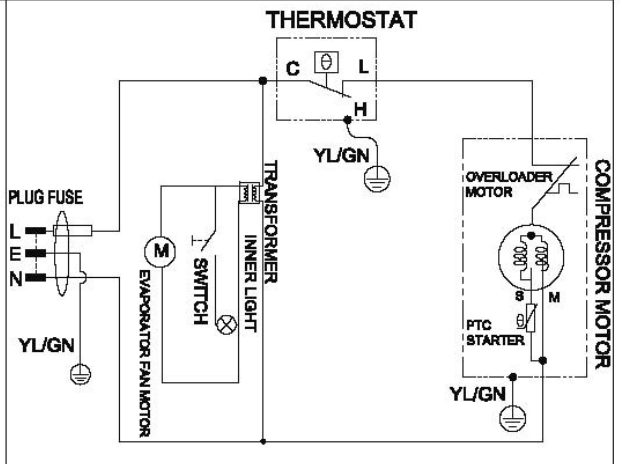 THERMOSTAT
C
θ
L
H
YL/GN
PLUG FUSE
L
E
N
YL/GN
M
EVAPORATOR FAN MOTOR
SWITCH
INNER LIGHT
TRANSFORMER
OVERLOADER
MOTOR
COMPRESSOR MOTOR
S
M
θ
PTC
STARTER
YL/GN